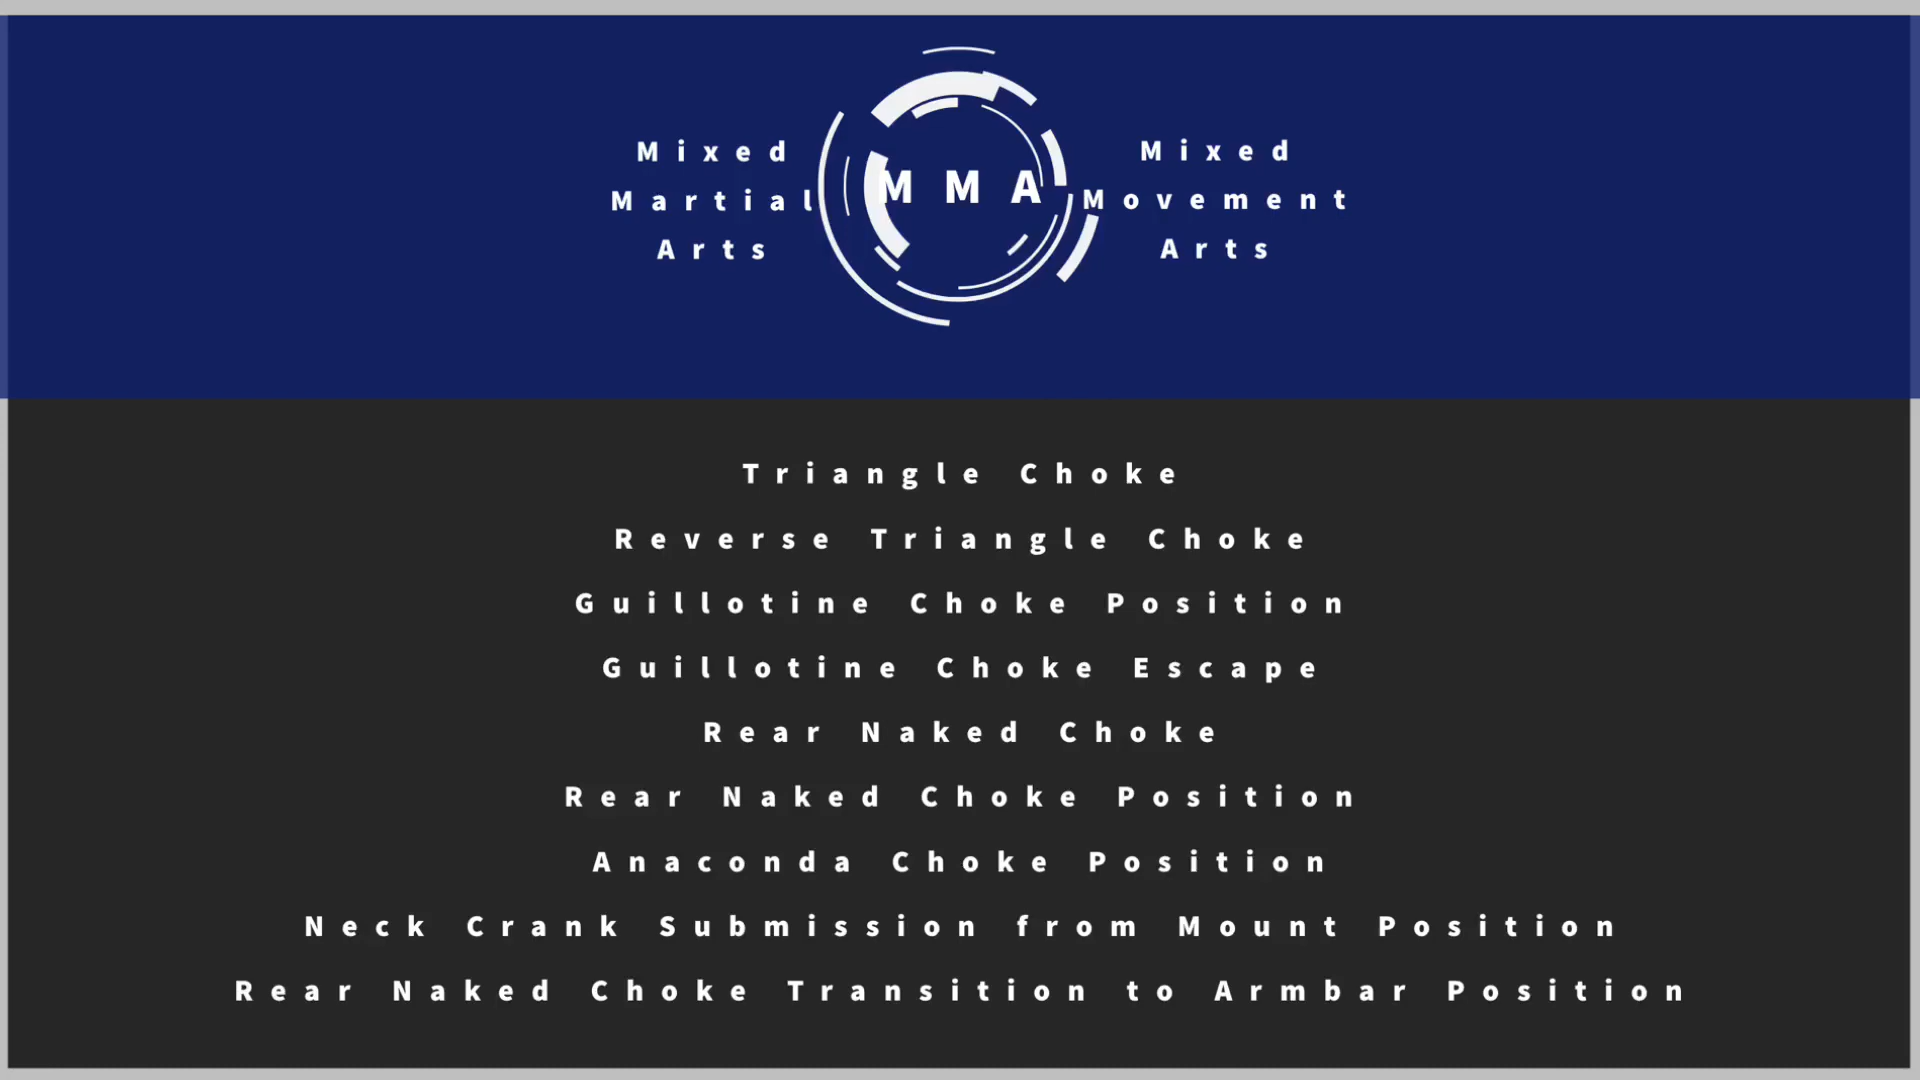 Mixed
Martial
Arts
MMA
Mixed
Movement
Arts
Triangle Choke
Reverse Triangle Choke
Guillotine Choke Position
Guillotine Choke Escape
Rear Naked Choke
Rear Naked Choke Position
Anaconda Choke Position
Neck Crank Submission from Mount Position
Rear Naked Choke Transition to Armbar Position